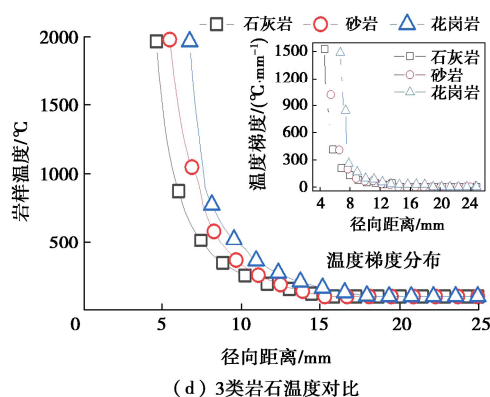 石灰岩 砂岩 花岗岩
2000
1500
1000
500
0
0 5 10 15 20 25
岩样温度/℃
径向距离/mm
1500
1200
900
600
300
0
4 8 12 16 20 24
温度梯度/(℃·mm⁻¹)
径向距离/mm
石灰岩
砂岩
花岗岩
温度梯度分布
(d) 3类岩石温度对比